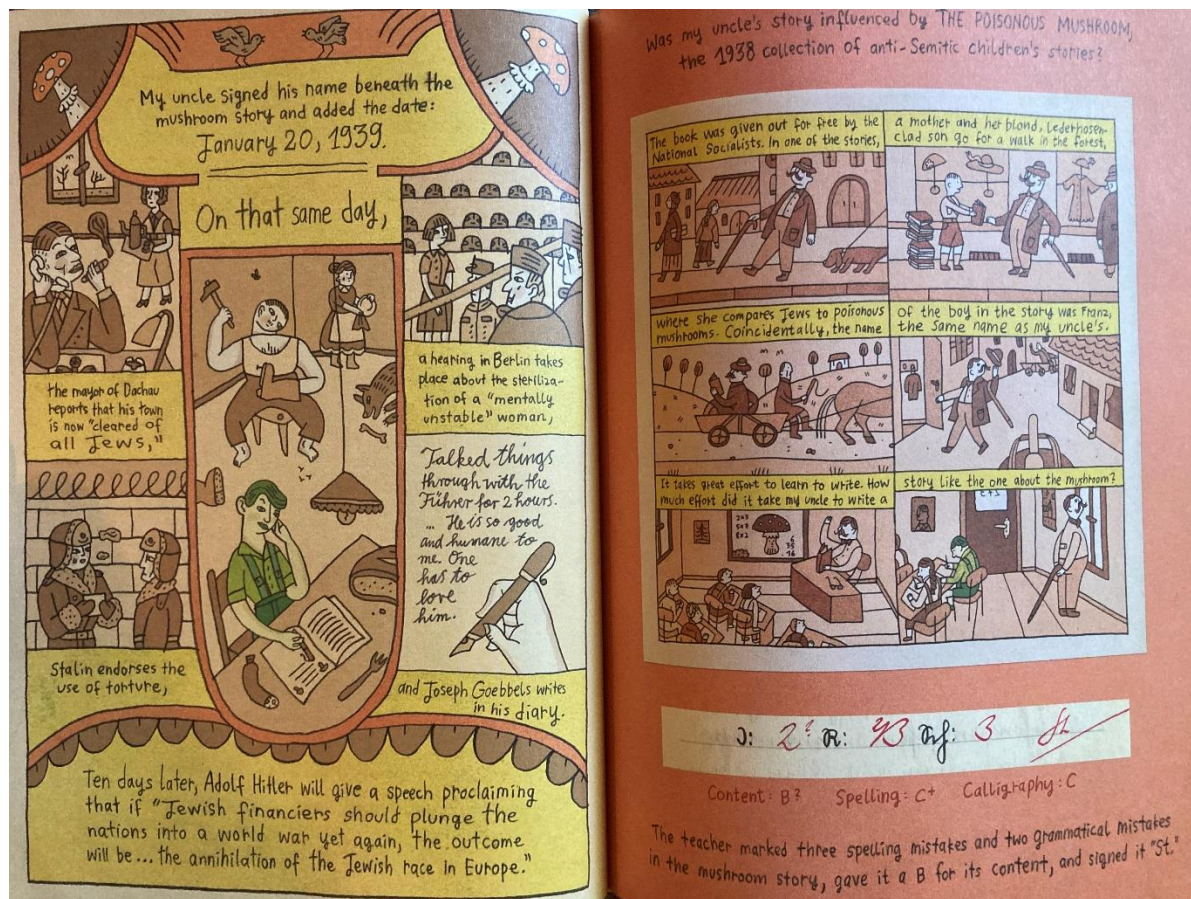 My uncle signed his name beneath the
mushroom story and added the date:
January 20, 1939.
On that same day,
the mayor of Dachau
reports that his town
is now "cleared of
all Jews,"
a hearing in Berlin takes
place about the steriliza-
tion of a "mentally
unstable" woman,
Stalin endorses the
use of torture,
Talked things
through with the
Führer for 2 hours.
... He is so good
and humane to
me. One
has to
love
him.
and Joseph Goebbels writes
in his diary.
Ten days later, Adolf Hitler will give a speech proclaiming
that if "Jewish financiers should plunge the
nations into a world war yet again, the outcome
will be... the annihilation of the Jewish race in Europe."
Was my uncle's story influenced by THE POISONOUS MUSHROOM,
the 1938 collection of anti-Semitic children's stories?
The book was given out for free by the
National Socialists. In one of the stories,
a mother and her blond, Lederhosen-
clad son go for a walk in the forest,
where she compares Jews to poisonous
mushrooms. Coincidentally, the name
of the boy in the story was Franz,
the same name as my uncle's.
It takes great effort to learn to write. How
much effort did it take my uncle to write a
story like the one about the mushroom?
J: 2? R: 3 Sch: 3 St
Content: B? Spelling: C+ Calligraphy: C
The teacher marked three spelling mistakes and two grammatical mistakes
in the mushroom story, gave it a B for its content, and signed it "St."